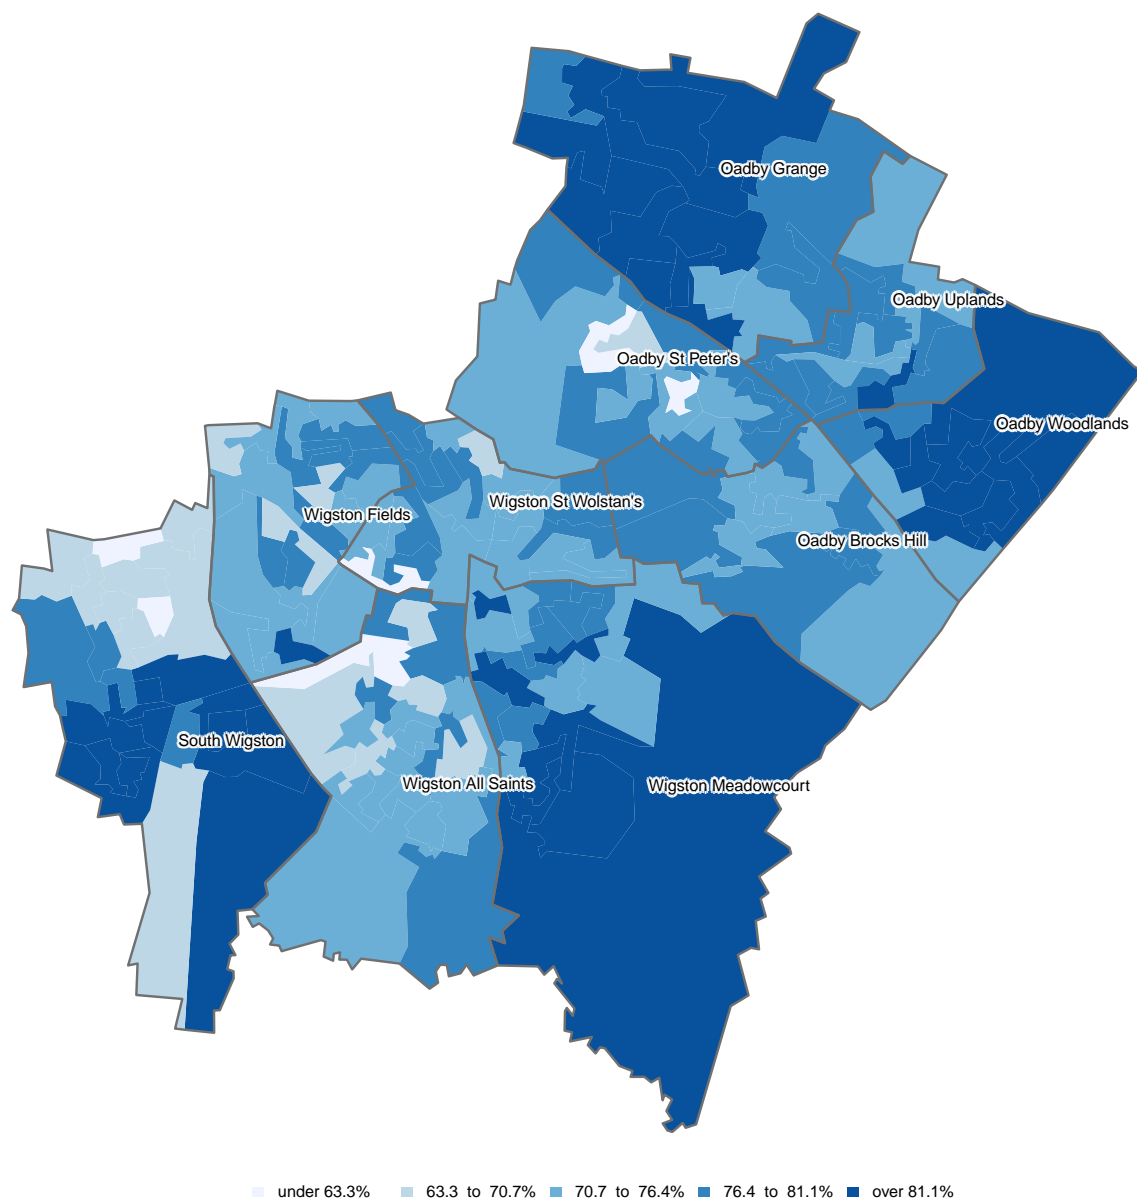 Oadby Grange
Oadby Uplands
Oadby St Peter's
Oadby Woodlands
Wigston St Wolstan's
Wigston Fields
Oadby Brocks Hill
South Wigston
Wigston All Saints
Wigston Meadowcourt
under 63.3% 63.3 to 70.7% 70.7 to 76.4% 76.4 to 81.1% over 81.1%